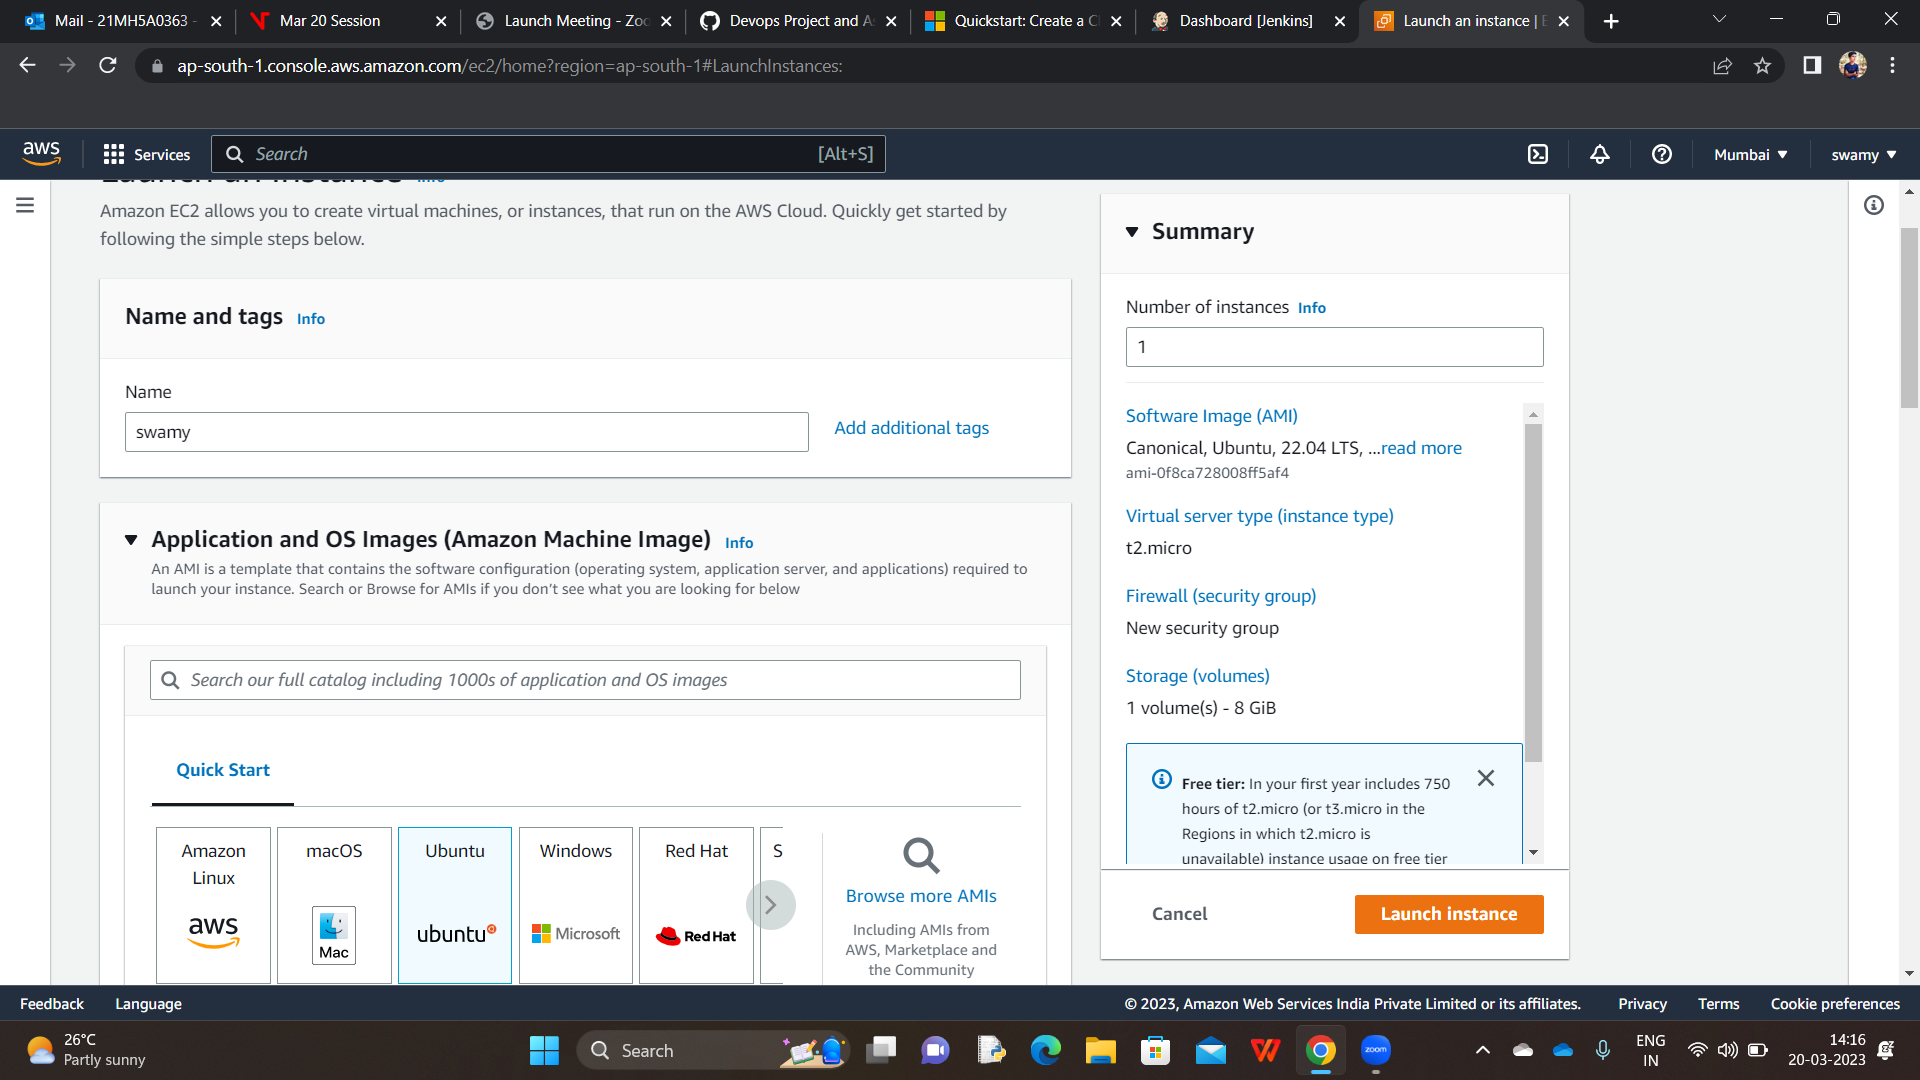 Mail - 21MH5A0363 -
Mar 20 Session
Launch Meeting - Zoo
Devops Project and As
Quickstart: Create a C
Dashboard [Jenkins]
Launch an instance | E
ap-south-1.console.aws.amazon.com/ec2/home?region=ap-south-1#LaunchInstances:
aws
Services
Search
[Alt+S]
Mumbai
swamy
Launch an instance Info
Amazon EC2 allows you to create virtual machines, or instances, that run on the AWS Cloud. Quickly get started by
following the simple steps below.
Name and tags Info
Name
swamy
Add additional tags
Application and OS Images (Amazon Machine Image) Info
An AMI is a template that contains the software configuration (operating system, application server, and applications) required to
launch your instance. Search or Browse for AMIs if you don't see what you are looking for below
Search our full catalog including 1000s of application and OS images
Quick Start
Amazon
Linux
aws
macOS
Mac
Ubuntu
ubuntu
Windows
Microsoft
Red Hat
Red Hat
S
Browse more AMIs
Including AMIs from
AWS, Marketplace and
the Community
Summary
Number of instances Info
1
Software Image (AMI)
Canonical, Ubuntu, 22.04 LTS, ...read more
ami-0f8ca728008ff5af4
Virtual server type (instance type)
t2.micro
Firewall (security group)
New security group
Storage (volumes)
1 volume(s) - 8 GiB
Free tier: In your first year includes 750
hours of t2.micro (or t3.micro in the
Regions in which t2.micro is
unavailable) instance usage on free tier
Cancel
Launch instance
Feedback
Language
© 2023, Amazon Web Services India Private Limited or its affiliates.
Privacy
Terms
Cookie preferences
26°C
Partly sunny
Search
zoom
ENG
IN
14:16
20-03-2023